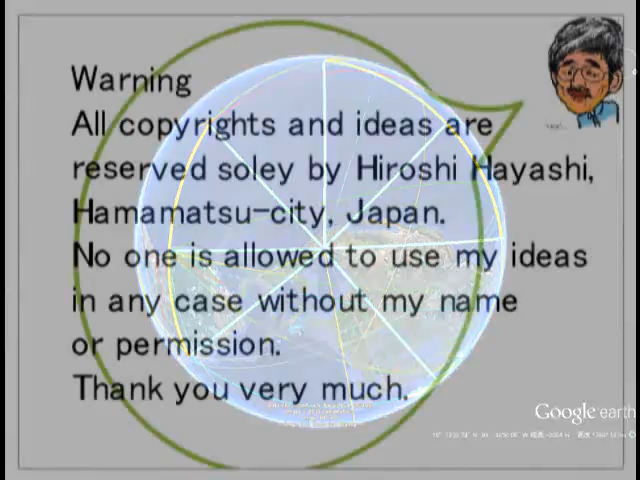 Warning
All copyrights and ideas are
reserved soley by Hiroshi Hayashi,
Hamamatsu-city, Japan.
No one is allowed to use my ideas
in any case without my name
or permission.
Thank you very much.
Google earth